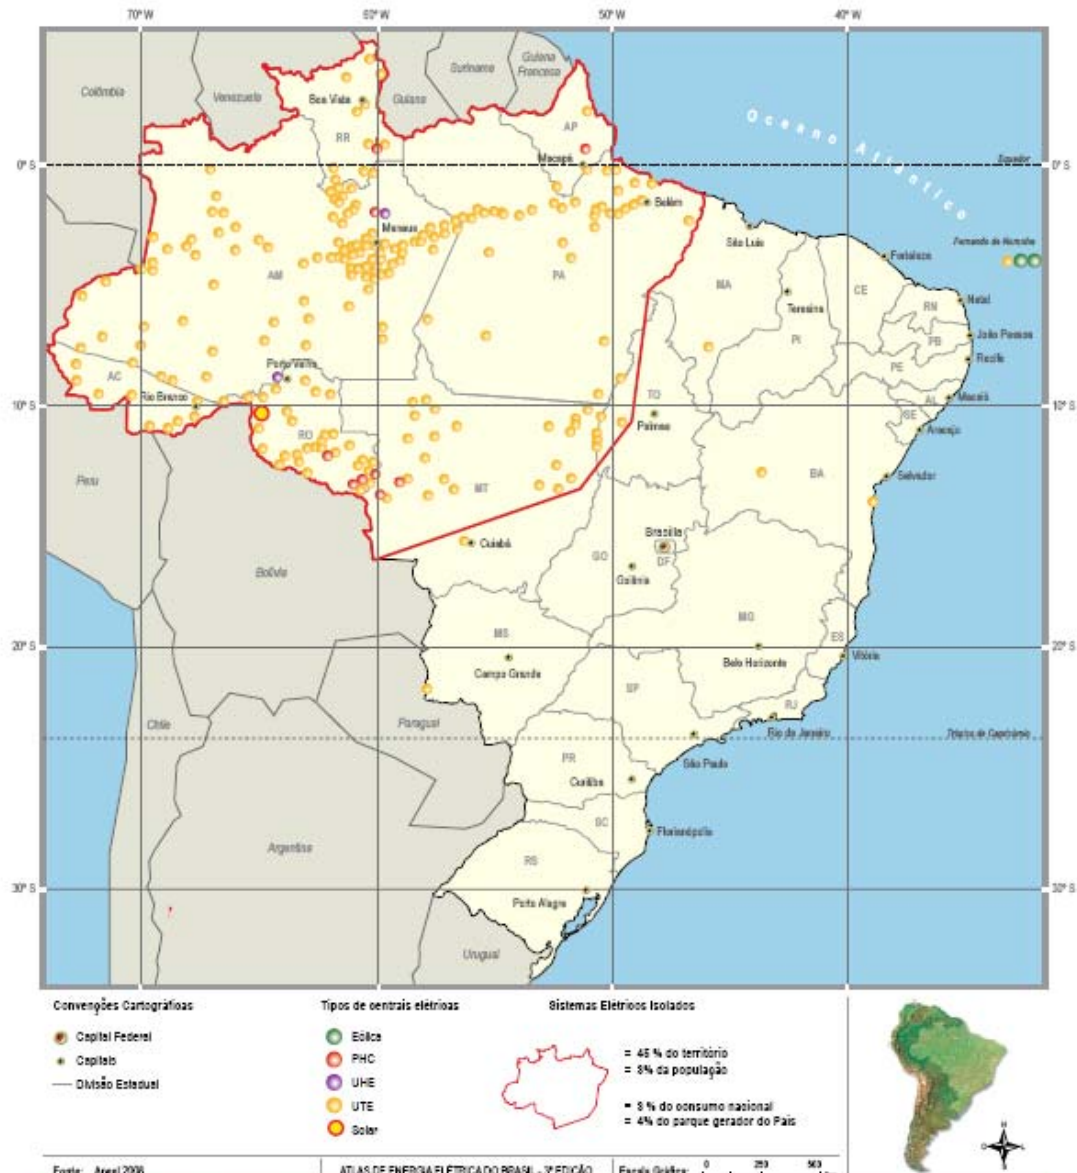 70° W 60° W 50° W 40° W
Colômbia
Venezuela
Guiana
Suriname
Guiana
Francesa
Boa Vista
RR
AP
Macapá
0° S
Equador
0° S
Oceano Atlântico
Belém
Manaus
São Luís
Fortaleza
Fernando de Noronha
AM
PA
MA
Teresina
CE
RN
Natal
PI
PB
João Pessoa
Recife
PE
Porto Velho
AC
Rio Branco
10° S
TO
AL
Maceió
10° S
SE
Aracaju
Palmas
RO
Peru
MT
BA
Salvador
Cuiabá
Brasília
DF
GO
Goiânia
Bolívia
MS
MG
ES
20° S
20° S
Campo Grande
Belo Horizonte
Vitória
SP
RJ
Rio de Janeiro
Chile
Paraguai
Trópico de Capricórnio
São Paulo
PR
Curitiba
SC
Florianópolis
Argentina
RS
30° S
30° S
Porto Alegre
Uruguai
Convenções Cartográficas
Capital Federal
Capitais
Divisão Estadual
Tipos de centrais elétricas
Eólica
PHC
UHE
UTE
Solar
Sistemas Elétricos Isolados
= 45 % do território
= 3% da população
= 3 % do consumo nacional
= 4% do parque gerador do País
N
Fonte: Aneel 2008
ATLAS DE ENERGIA ELÉTRICA DO BRASIL - 3ª EDIÇÃO
Escala Gráfica: 0 250 500